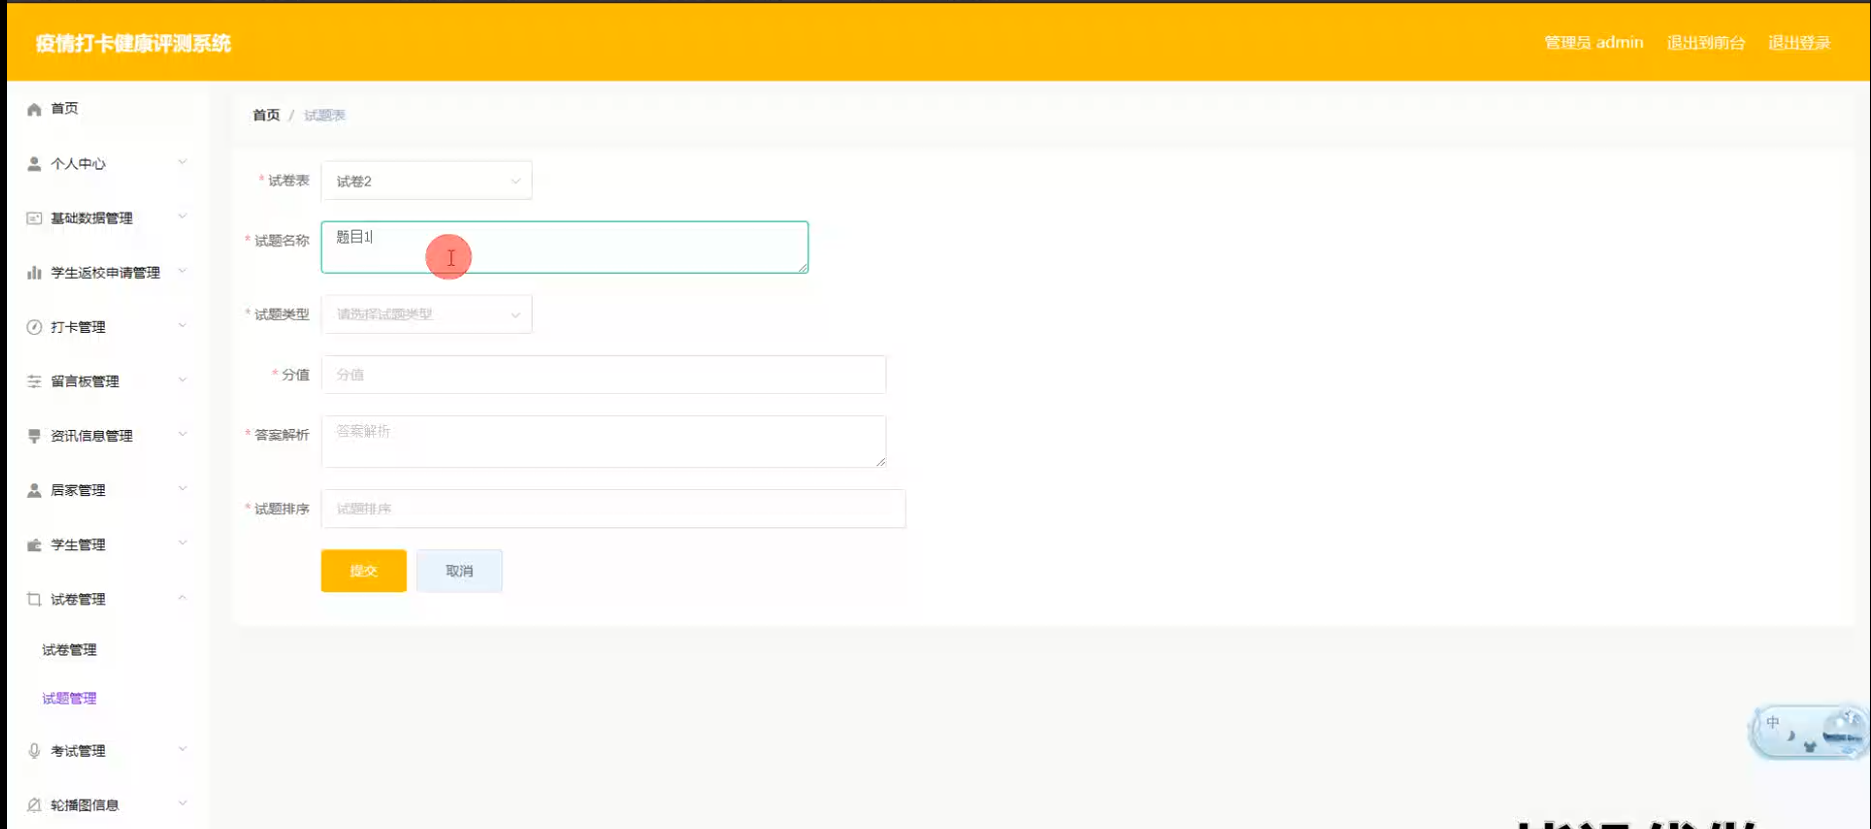 疫情打卡健康评测系统
管理员 admin 退出到前台 退出登录
首页
个人中心
基础数据管理
学生返校申请管理
打卡管理
留言板管理
资讯信息管理
居家管理
学生管理
试卷管理
试卷管理
试题管理
考试管理
轮播图信息
首页 / 试题表
* 试卷表 试卷2
* 试题名称 题目1
* 试题类型 请选择试题类型
* 分值 分值
* 答案解析 答案解析
* 试题排序 试题排序
提交 取消
中